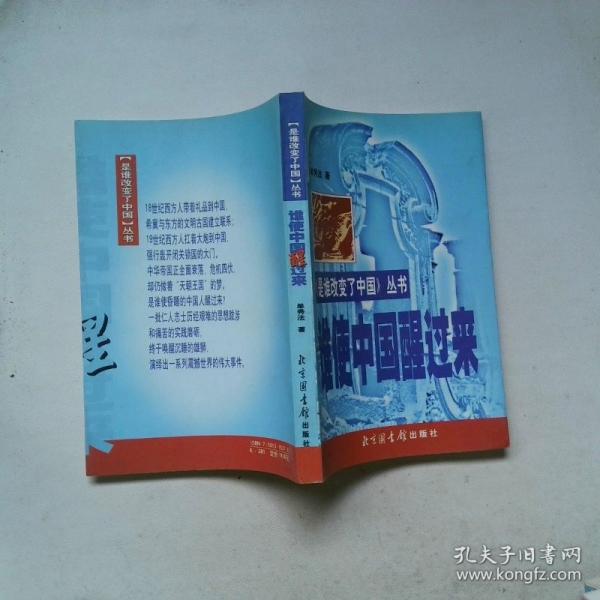 【是谁改变了中国】丛书
18世纪西方人带着礼品到中国，
希冀与东方的文明古国建立联系；
19世纪西方人扛着大炮到中国，
强行轰开闭关锁国的大门。
中华帝国正全面衰落，危机四伏，
却仍做着“天朝王国”的梦。
是谁使昏睡的中国人醒过来！
一批仁人志士历经艰难的思想跋涉
和痛苦的实践磨砺，
终于唤醒沉睡的雄狮，
演绎出一系列震撼世界的伟大事件。
【是谁改变了中国】丛书
谁使中国醒过来
单秀法 著
著
是谁改变了中国》丛书
谁使中国醒过来
北京图书馆出版社
孔夫子旧书网
www.kongfz.com